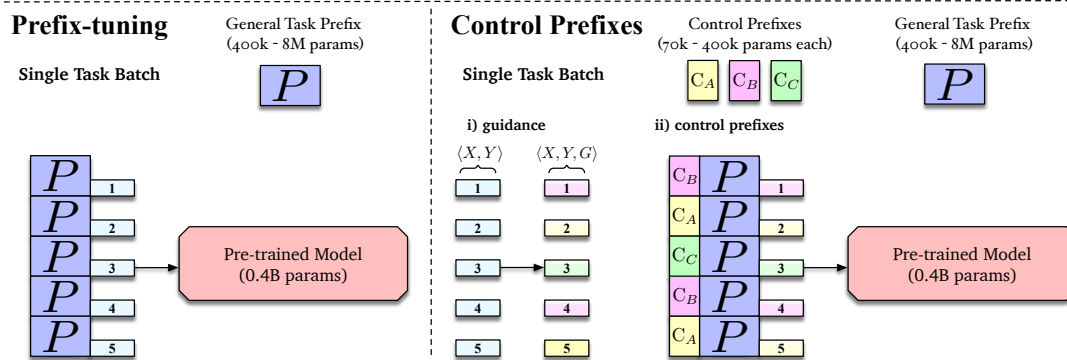 Prefix-tuning
General Task Prefix
(400k - 8M params)
P
Single Task Batch
P
1
P
2
P
3
P
4
P
5
Pre-trained Model
(0.4B params)
Control Prefixes
Control Prefixes
(70k - 400k params each)
General Task Prefix
(400k - 8M params)
Single Task Batch
C_A C_B C_C
P
i) guidance
ii) control prefixes
⟨X, Y⟩ ⟨X, Y, G⟩
1 1
2 2
3 3
4 4
5 5
C_B P 1
C_A P 2
C_C P 3
C_B P 4
C_A P 5
Pre-trained Model
(0.4B params)